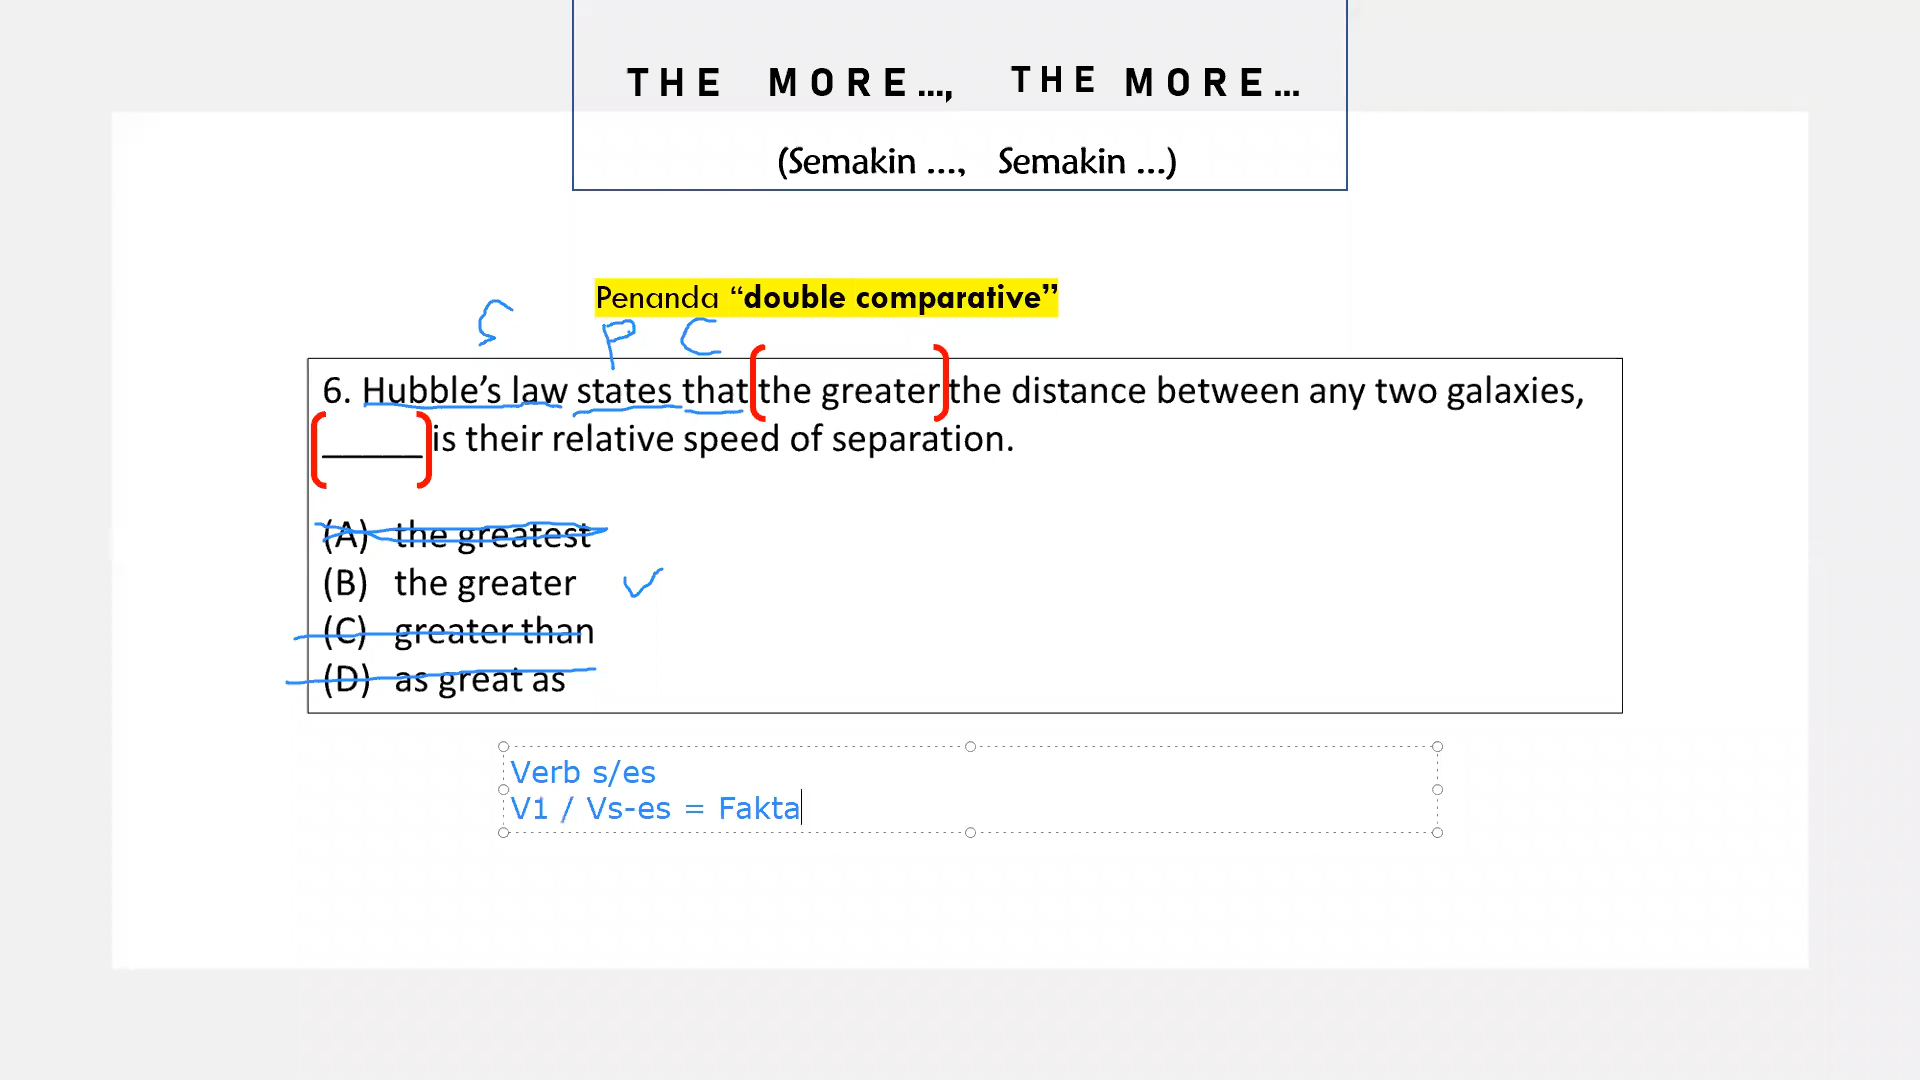 THE MORE…, THE MORE…
(Semakin …, Semakin …)
Penanda “double comparative”
S P C
6. Hubble’s law states that the greater the distance between any two galaxies,
______ is their relative speed of separation.
(A) the greatest
(B) the greater
(C) greater than
(D) as great as
Verb s/es
V1 / Vs-es = Fakta